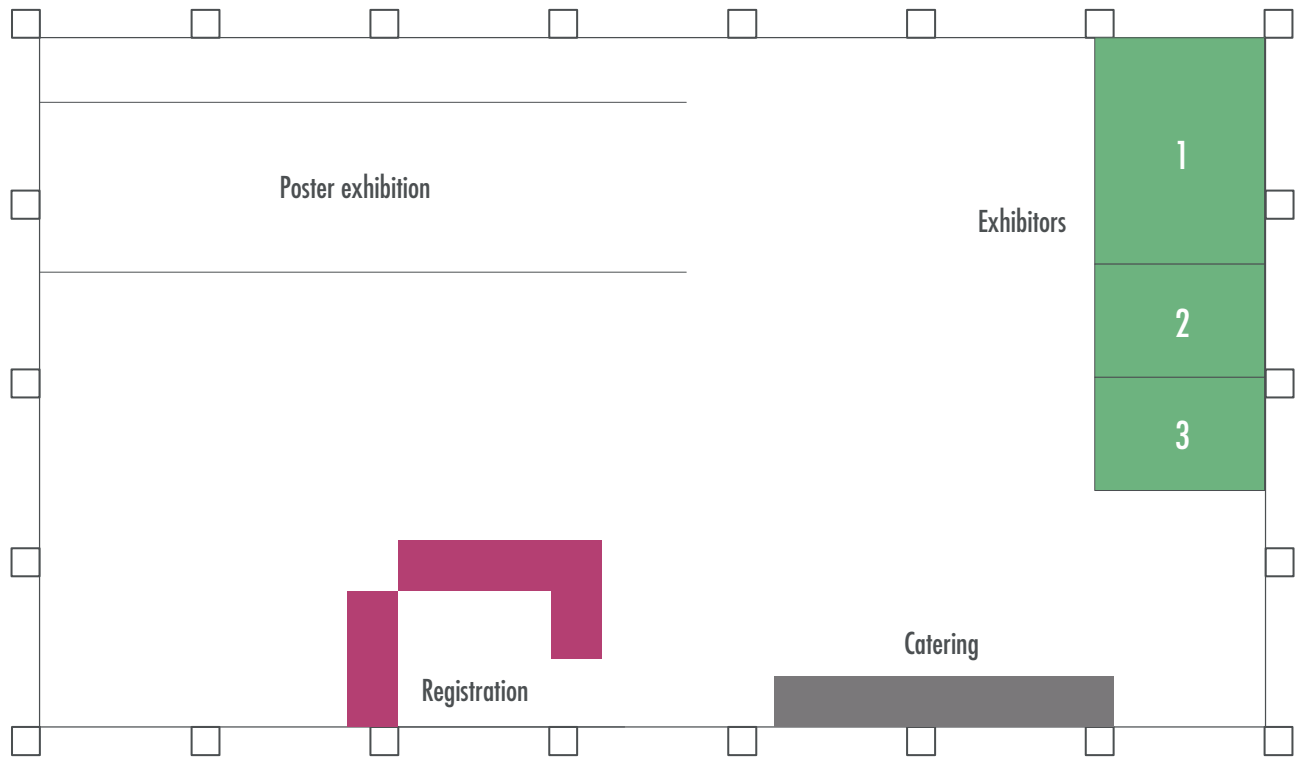 1
Poster exhibition
Exhibitors
2
3
Catering
Registration